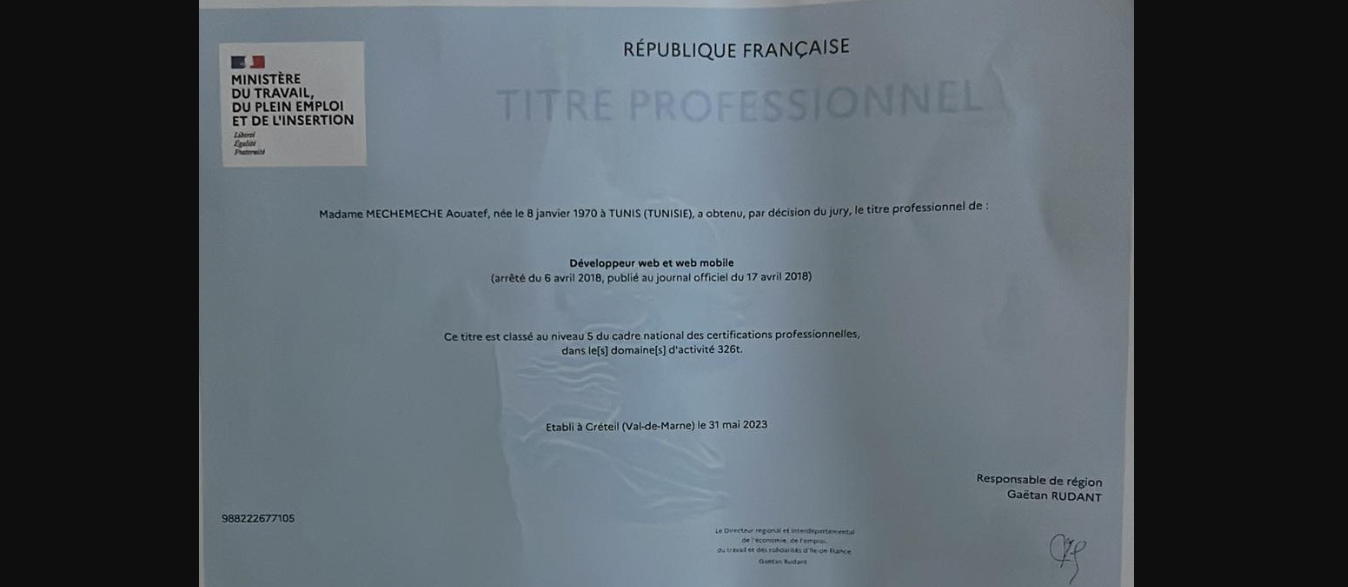 RÉPUBLIQUE FRANÇAISE
TITRE PROFESSIONNEL
MINISTÈRE
DU TRAVAIL,
DU PLEIN EMPLOI
ET DE L'INSERTION
Liberté
Égalité
Fraternité
Madame MECHEMECHE Aouatef, née le 8 janvier 1970 à TUNIS (TUNISIE), a obtenu, par décision du jury, le titre professionnel de :
Développeur web et web mobile
(arrêté du 6 avril 2018, publié au journal officiel du 17 avril 2018)
Ce titre est classé au niveau 5 du cadre national des certifications professionnelles,
dans le[s] domaine[s] d'activité 326t.
Etabli à Créteil (Val-de-Marne) le 31 mai 2023
Responsable de région
Gaëtan RUDANT
988222677105
Le Directeur régional et interdépartemental
de l'économie, de l'emploi,
du travail et des solidarités d'Île-de-France
Gaëtan Rudant